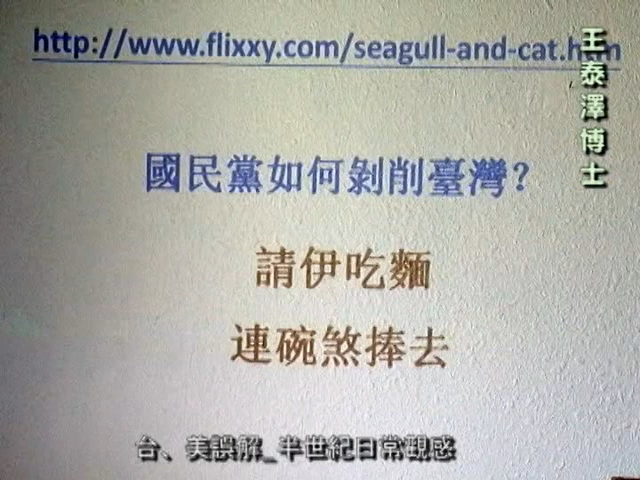 http://www.flixxy.com/seagull-and-cat.htm
王泰澤博士
國民黨如何剝削臺灣?
請伊吃麵
連碗煞捧去
台、美誤解_半世紀日常觀感